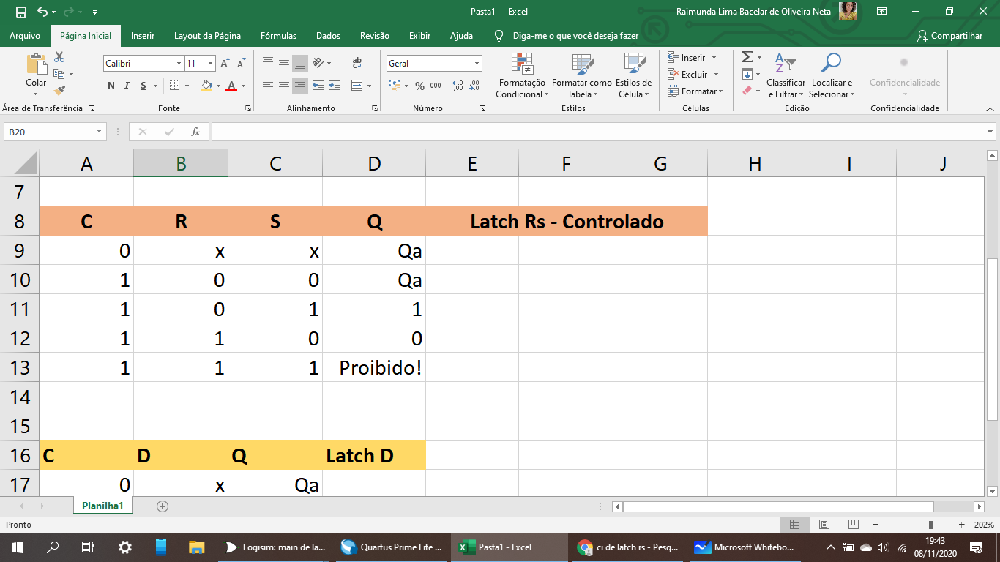 Pasta1 - Excel
Raimunda Lima Bacelar de Oliveira Neta
Arquivo Página Inicial Inserir Layout da Página Fórmulas Dados Revisão Exibir Ajuda Diga-me o que você deseja fazer Compartilhar
Colar
Área de Transferência
Calibri 11
N I S A
Fonte
ab
Alinhamento
Geral
% 000
Número
Formatação Condicional
Formatar como Tabela
Estilos de Célula
Estilos
Inserir
Excluir
Formatar
Células
Classificar e Filtrar
Localizar e Selecionar
Edição
Confidencialidade
Confidencialidade
B20 fx
A B C D E F G H I J
7
8 C R S Q Latch Rs - Controlado
9 0 x x Qa
10 1 0 0 Qa
11 1 0 1 1
12 1 1 0 0
13 1 1 1 Proibido!
14
15
16 C D Q Latch D
17 0 x Qa
Planilha1
Pronto 202%
Logisim: main de la... Quartus Prime Lite ... Pasta1 - Excel ci de latch rs - Pesq... Microsoft Whitebo...
19:43
08/11/2020